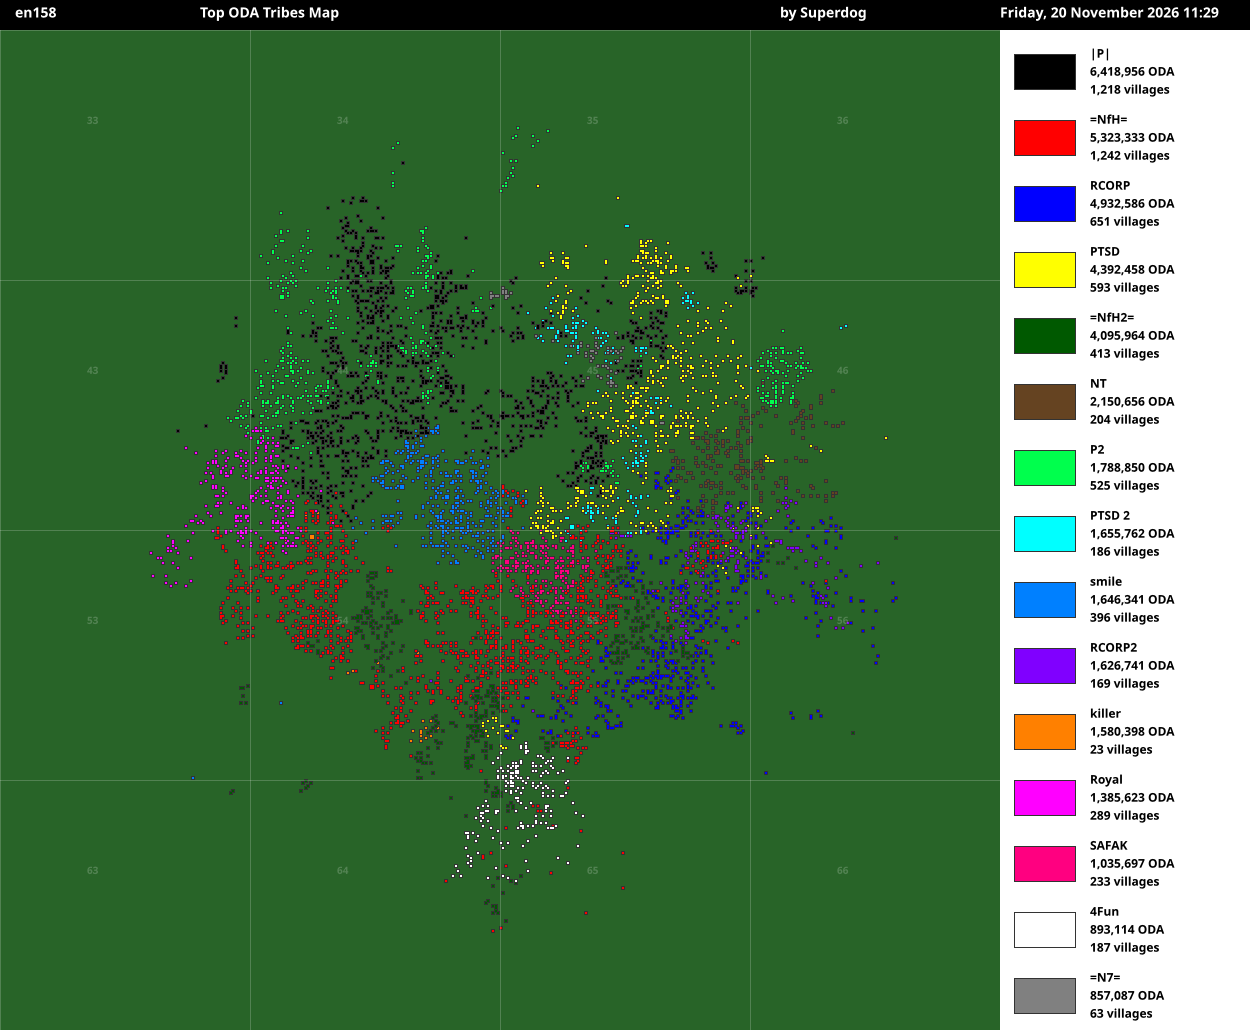 en158 Top ODA Tribes Map by Superdog Friday, 20 November 2026 11:29
33 34 35 36
43 44 45 46
53 54 55 56
63 64 65 66
|P|
6,418,956 ODA
1,218 villages
=NfH=
5,323,333 ODA
1,242 villages
RCORP
4,932,586 ODA
651 villages
PTSD
4,392,458 ODA
593 villages
=NfH2=
4,095,964 ODA
413 villages
NT
2,150,656 ODA
204 villages
P2
1,788,850 ODA
525 villages
PTSD 2
1,655,762 ODA
186 villages
smile
1,646,341 ODA
396 villages
RCORP2
1,626,741 ODA
169 villages
killer
1,580,398 ODA
23 villages
Royal
1,385,623 ODA
289 villages
SAFAK
1,035,697 ODA
233 villages
4Fun
893,114 ODA
187 villages
=N7=
857,087 ODA
63 villages